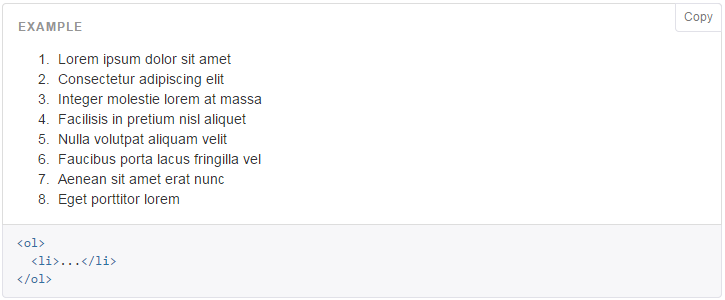 Copy
EXAMPLE
1. Lorem ipsum dolor sit amet
2. Consectetur adipiscing elit
3. Integer molestie lorem at massa
4. Facilisis in pretium nisl aliquet
5. Nulla volutpat aliquam velit
6. Faucibus porta lacus fringilla vel
7. Aenean sit amet erat nunc
8. Eget porttitor lorem
<ol>
  <li>...</li>
</ol>